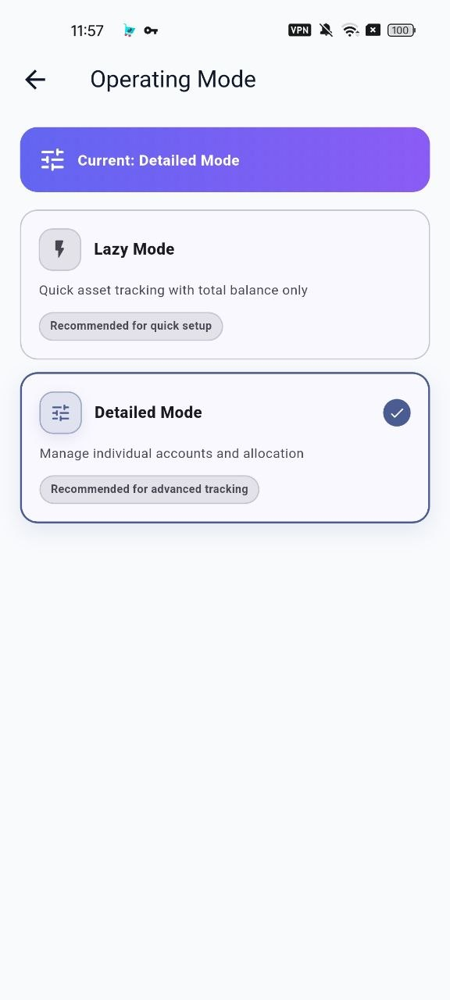 11:57
VPN
100
Operating Mode
Current: Detailed Mode
Lazy Mode
Quick asset tracking with total balance only
Recommended for quick setup
Detailed Mode
Manage individual accounts and allocation
Recommended for advanced tracking